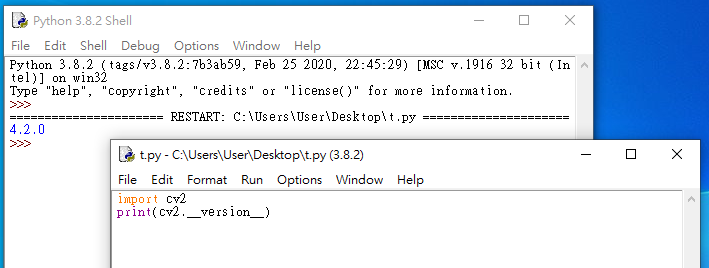 Python 3.8.2 Shell
File Edit Shell Debug Options Window Help
Python 3.8.2 (tags/v3.8.2:7b3ab59, Feb 25 2020, 22:45:29) [MSC v.1916 32 bit (In
tel)] on win32
Type "help", "copyright", "credits" or "license()" for more information.
>>>
===================== RESTART: C:\Users\User\Desktop\t.py ====================
4.2.0
>>>
t.py - C:\Users\User\Desktop\t.py (3.8.2)
File Edit Format Run Options Window Help
import cv2
print(cv2.__version__)